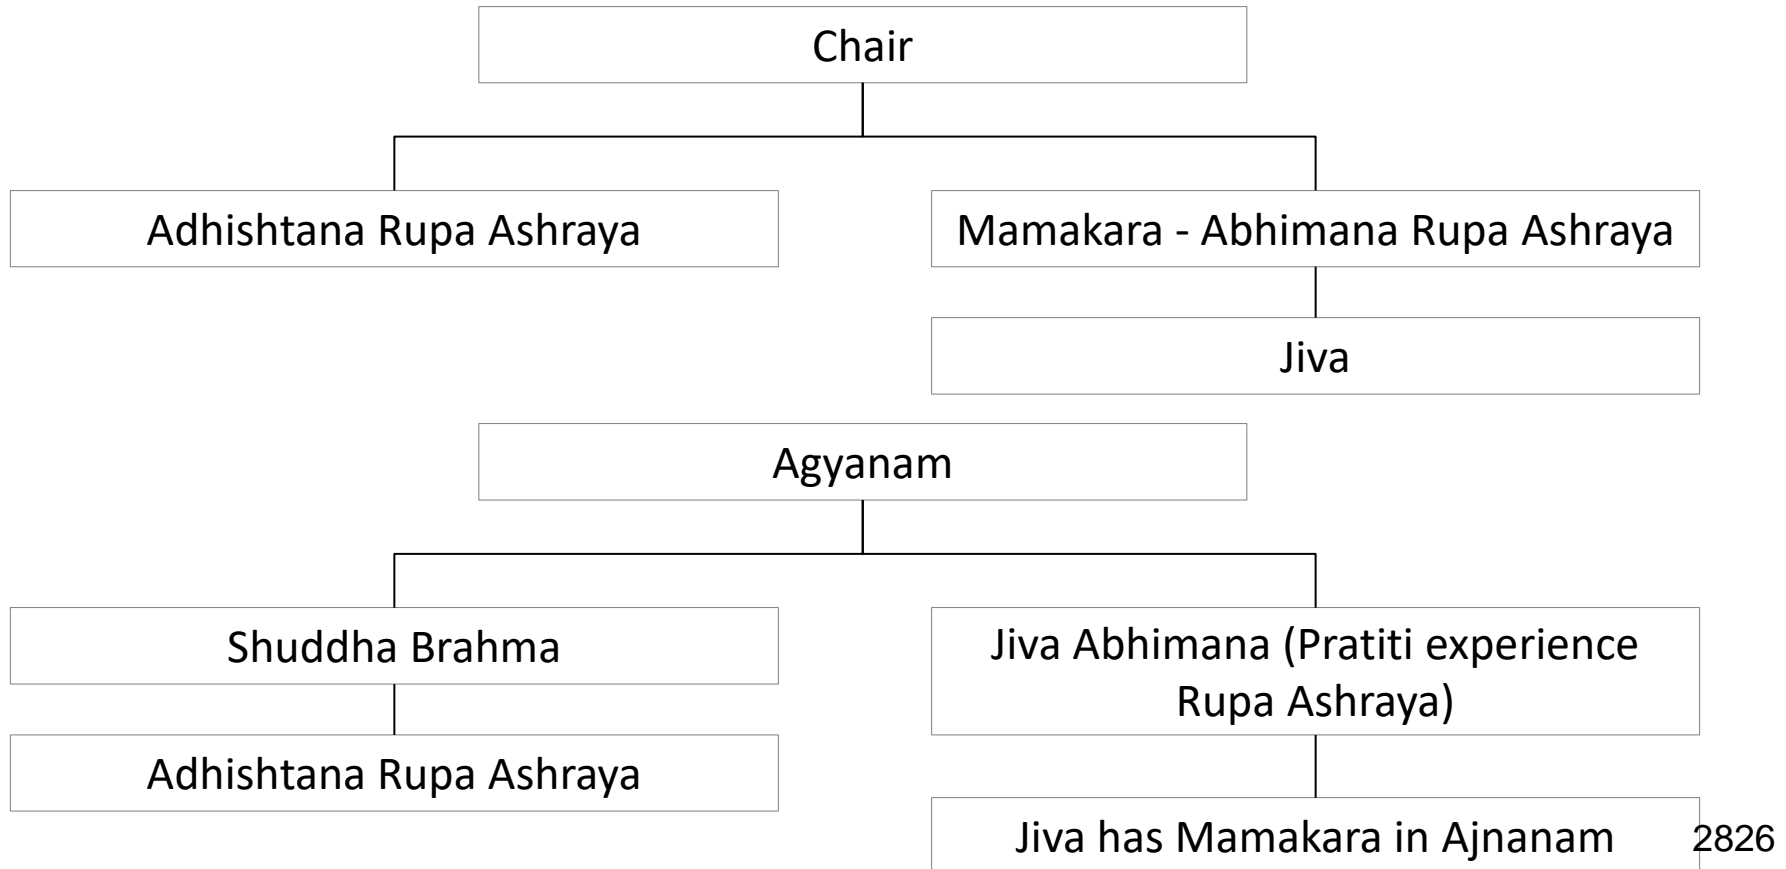 Chair
Adhishtana Rupa Ashraya
Mamakara - Abhimana Rupa Ashraya
Jiva
Agyanam
Shuddha Brahma
Jiva Abhimana (Pratiti experience
Rupa Ashraya)
Adhishtana Rupa Ashraya
Jiva has Mamakara in Ajnanam
2826